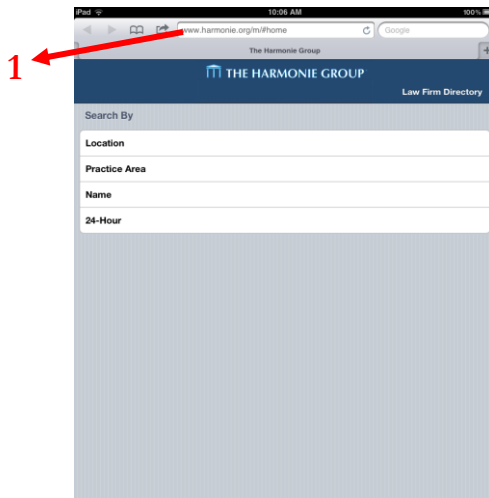 iPad 10:06 AM 100%
www.harmonie.org/m/#home Google
The Harmonie Group
1
THE HARMONIE GROUP
Law Firm Directory
Search By
Location
Practice Area
Name
24-Hour